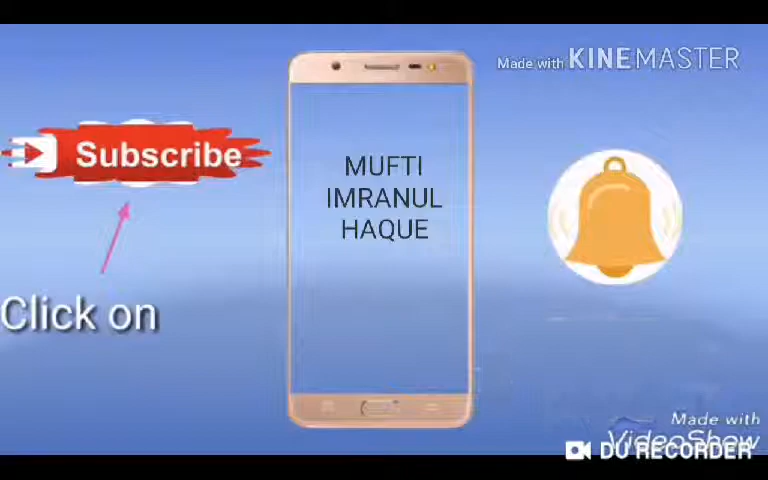 Made with KINEMASTER
Subscribe
MUFTI
IMRANUL
HAQUE
Click on
Made with
VideoShow
DU RECORDER